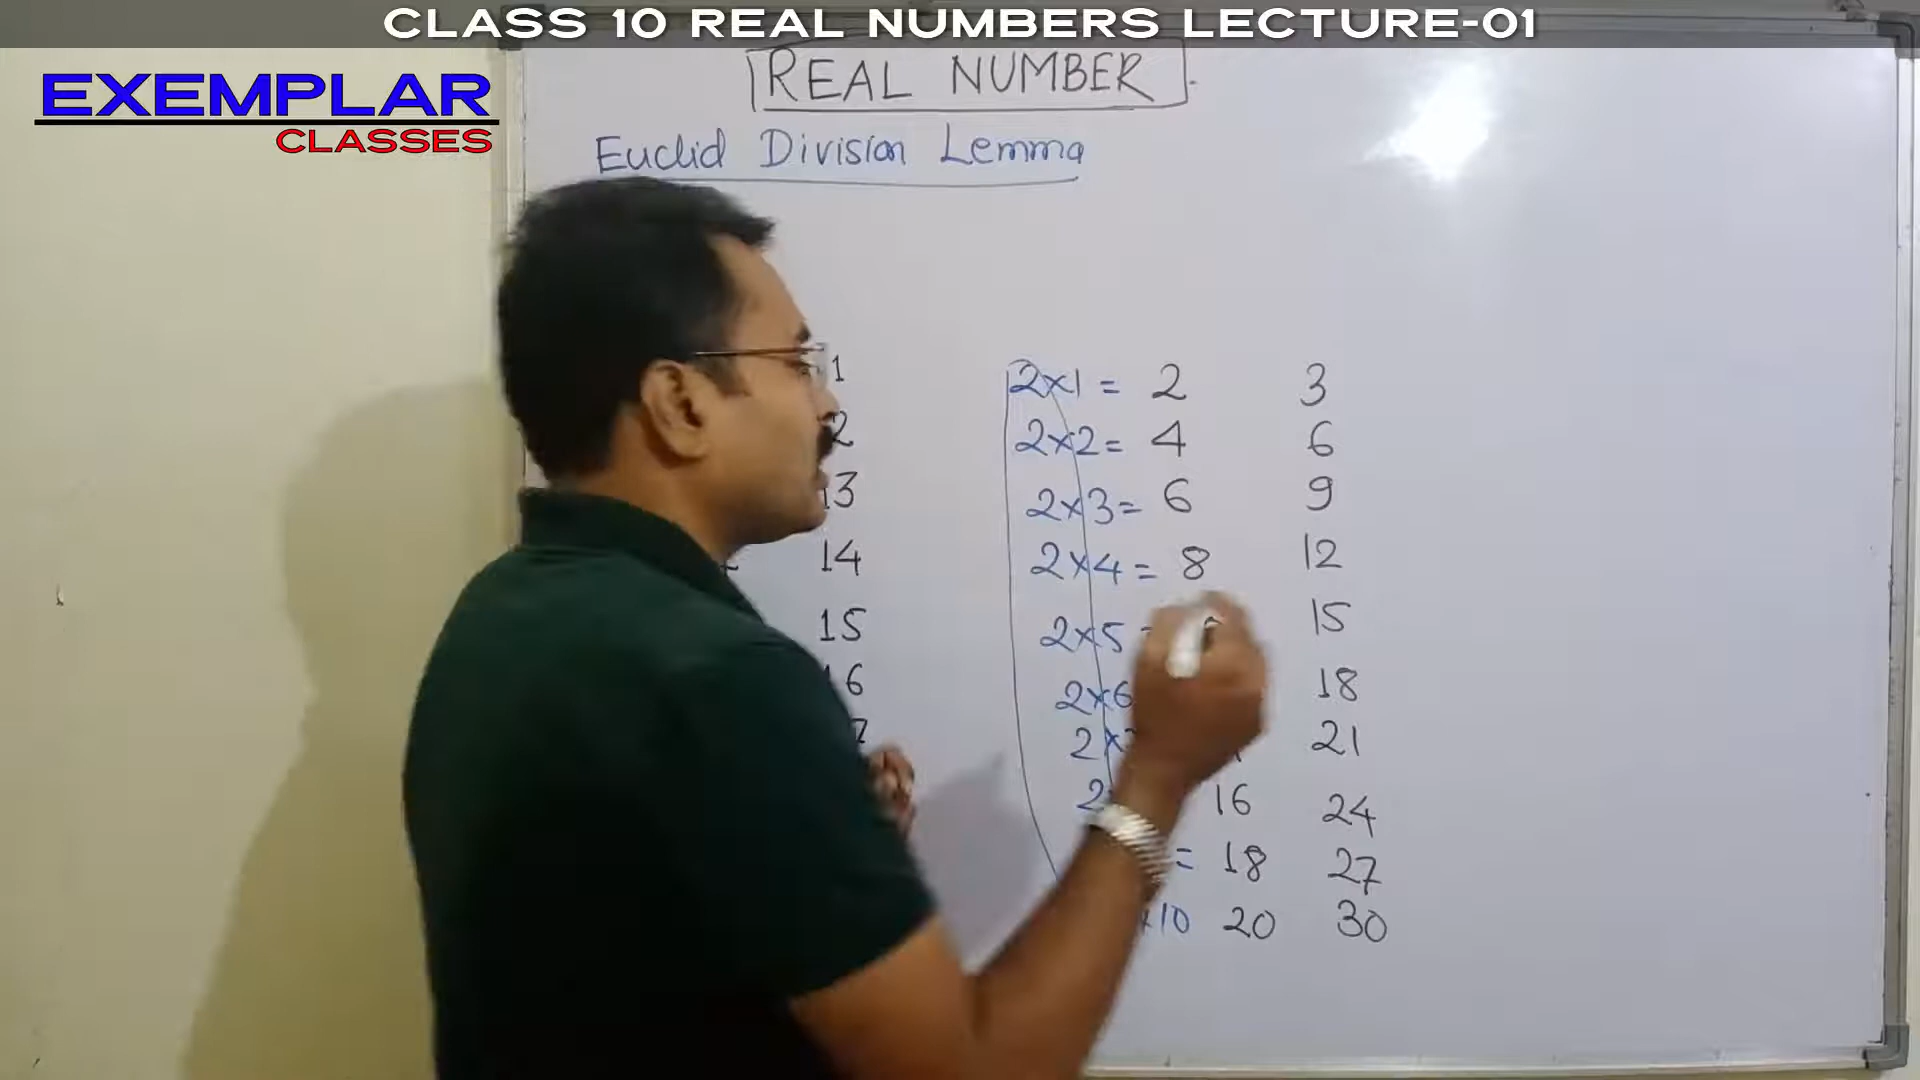 CLASS 10 REAL NUMBERS LECTURE-01
EXEMPLAR
CLASSES
REAL NUMBER
Euclid Division Lemma
1 2×1 = 2 3
2 2×2 = 4 6
13 2×3 = 6 9
14 2×4 = 8 12
15 2×5 = 15
6 2×6 18
7 2× 21
2 16 24
= 18 27
×10 20 30